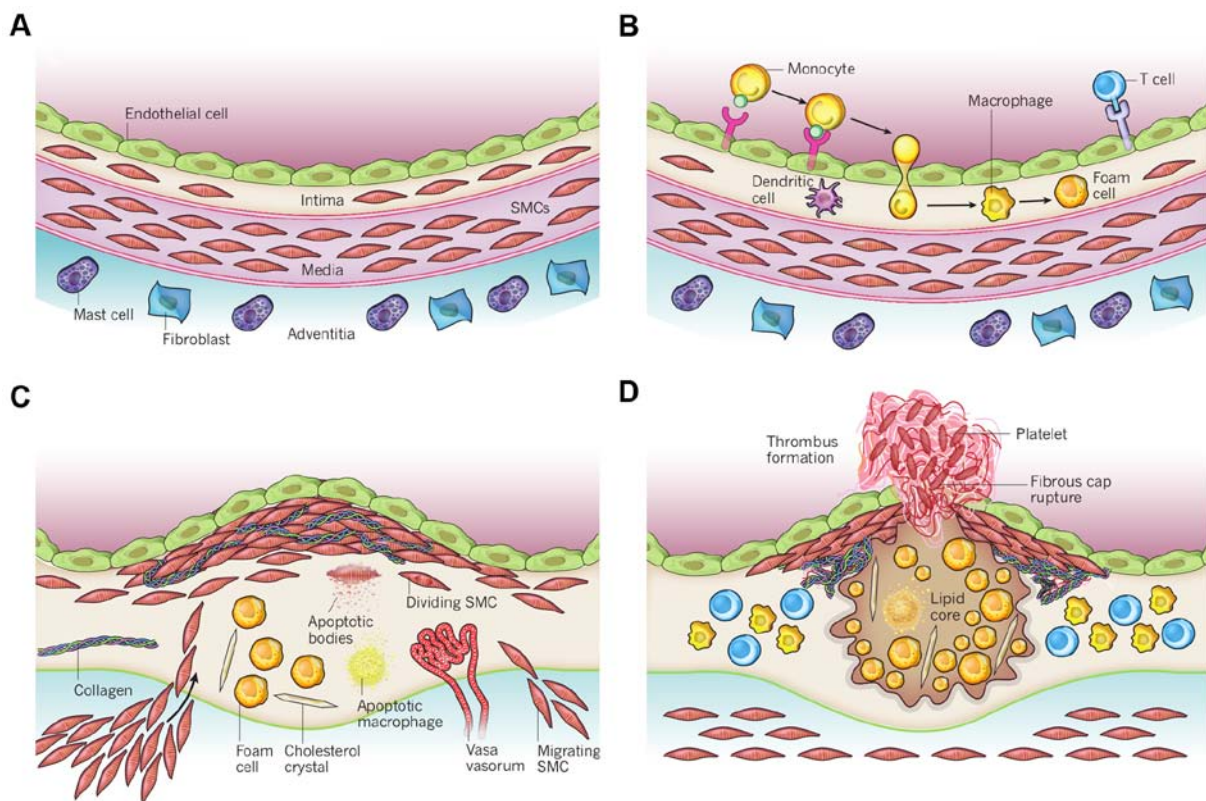 A
Endothelial cell
Intima
SMCs
Media
Mast cell
Fibroblast
Adventitia
B
Monocyte
T cell
Macrophage
Dendritic
cell
Foam
cell
C
Dividing SMC
Apoptotic
bodies
Collagen
Apoptotic
macrophage
Foam
cell
Cholesterol
crystal
Vasa
vasorum
Migrating
SMC
D
Thrombus
formation
Platelet
Fibrous cap
rupture
Lipid
core